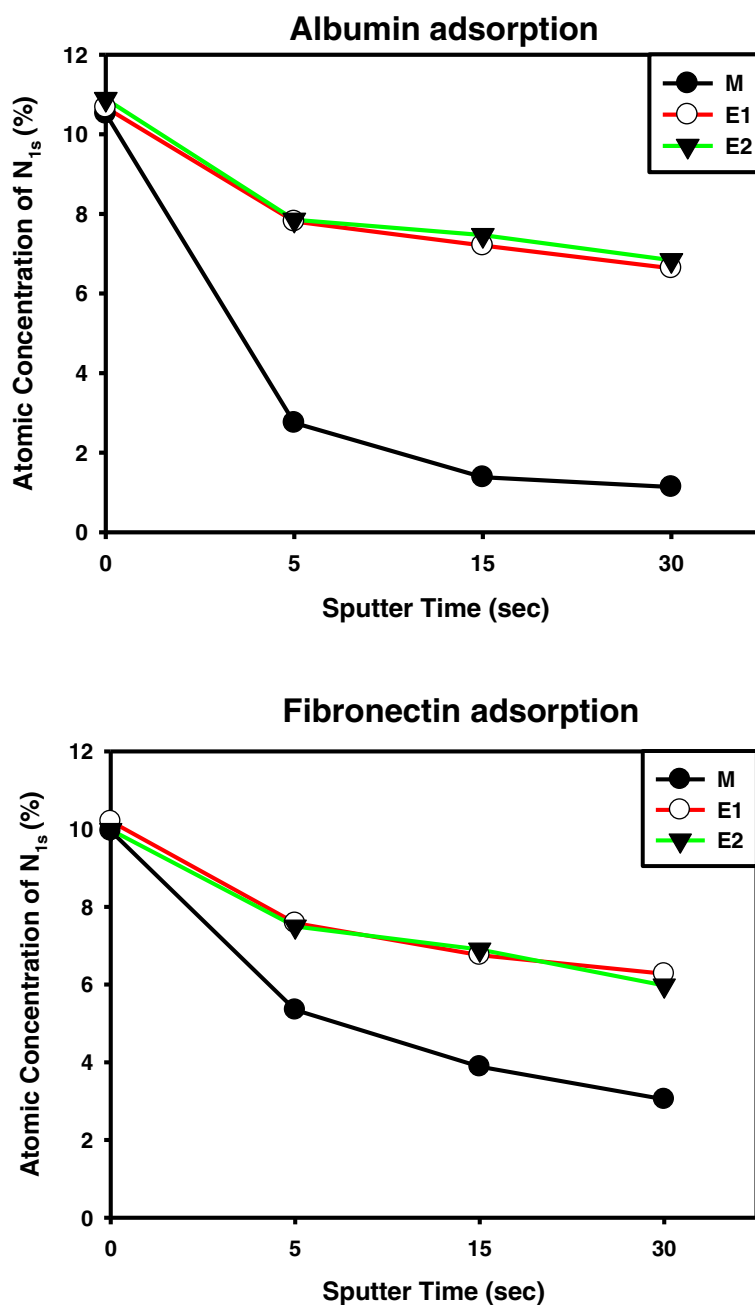 Albumin adsorption
12
10
8
6
4
2
0
Atomic Concentration of N1s (%)
M
E1
E2
0 5 15 30
Sputter Time (sec)
Fibronectin adsorption
12
10
8
6
4
2
0
Atomic Concentration of N1s (%)
M
E1
E2
0 5 15 30
Sputter Time (sec)